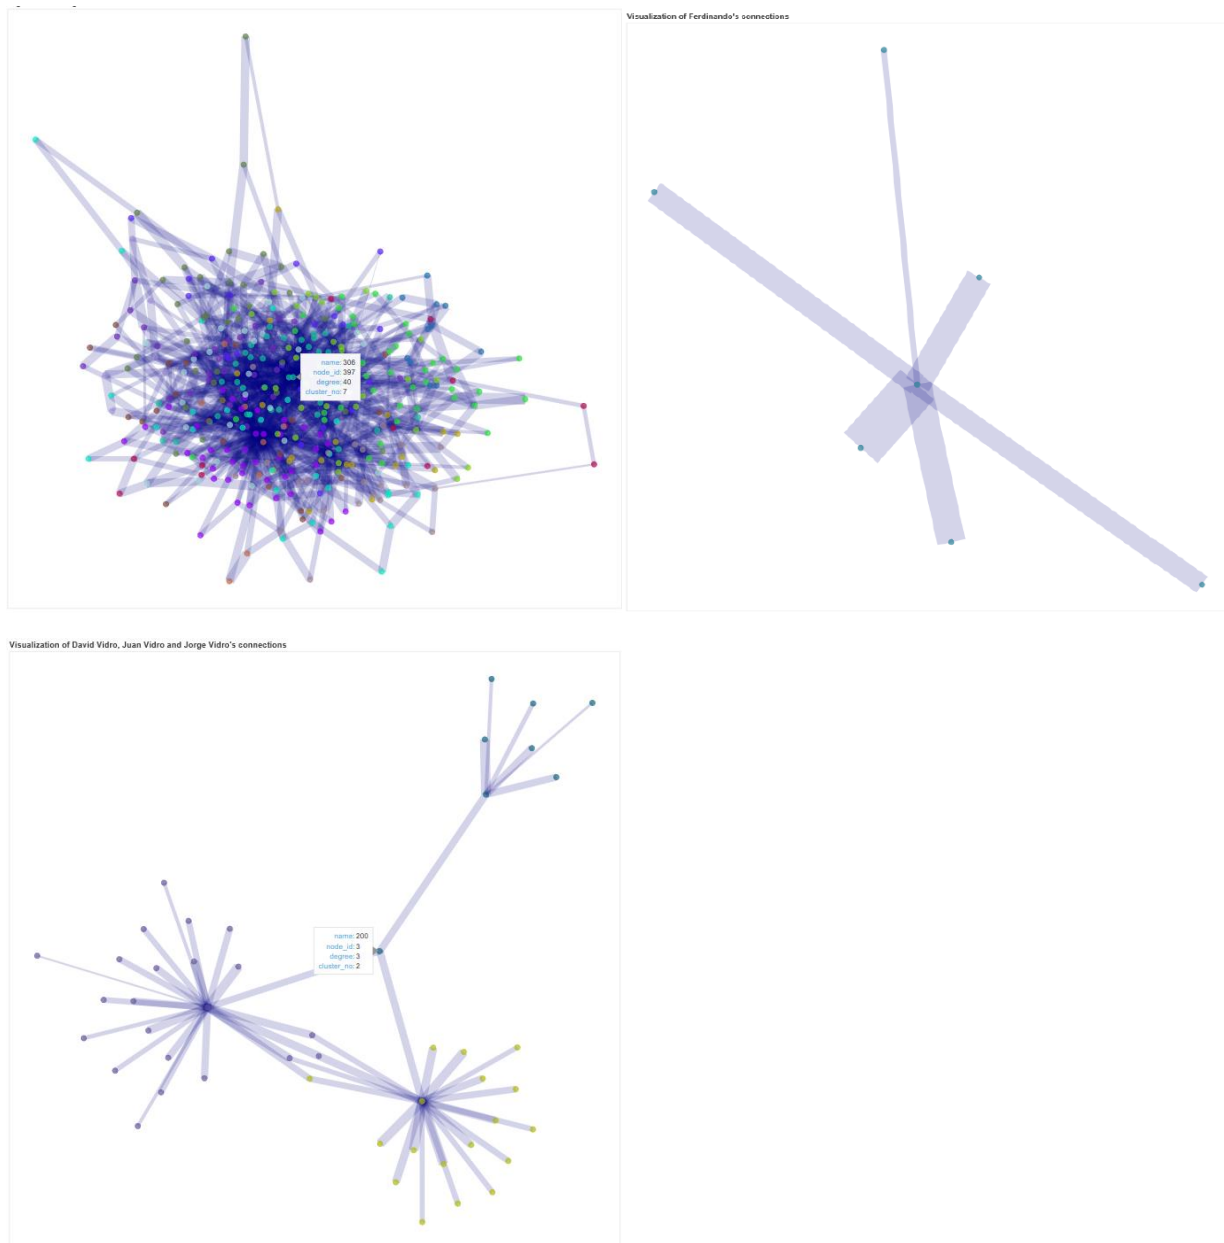 Visualization of Ferdinando's connections
name: 306
node_id: 397
degree: 40
cluster_no: 7
Visualization of David Vidro, Juan Vidro and Jorge Vidro's connections
name: 200
node_id: 3
degree: 3
cluster_no: 2